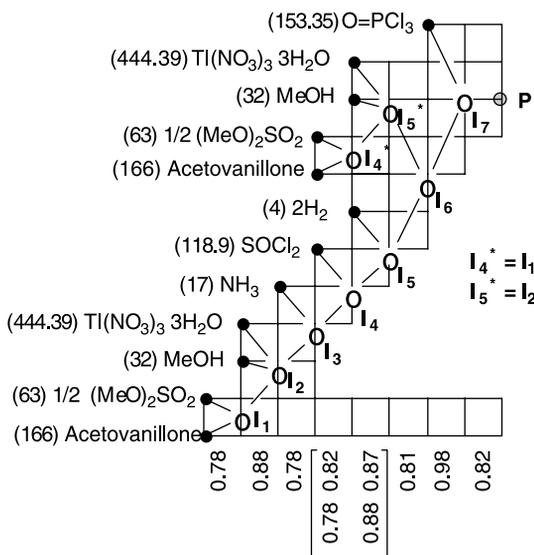 (153.35) O=PCl₃
(444.39) Tl(NO₃)₃ 3H₂O
(32) MeOH
I₅*
I₇
P
(63) 1/2 (MeO)₂SO₂
I₄*
(166) Acetovanillone
I₆
(4) 2H₂
(118.9) SOCl₂
I₅
I₄* = I₁
I₅* = I₂
(17) NH₃
I₄
(444.39) Tl(NO₃)₃ 3H₂O
I₃
(32) MeOH
I₂
(63) 1/2 (MeO)₂SO₂
I₁
(166) Acetovanillone
0.78 0.88 0.78 0.82 0.87 0.81 0.98 0.82
0.78 0.88